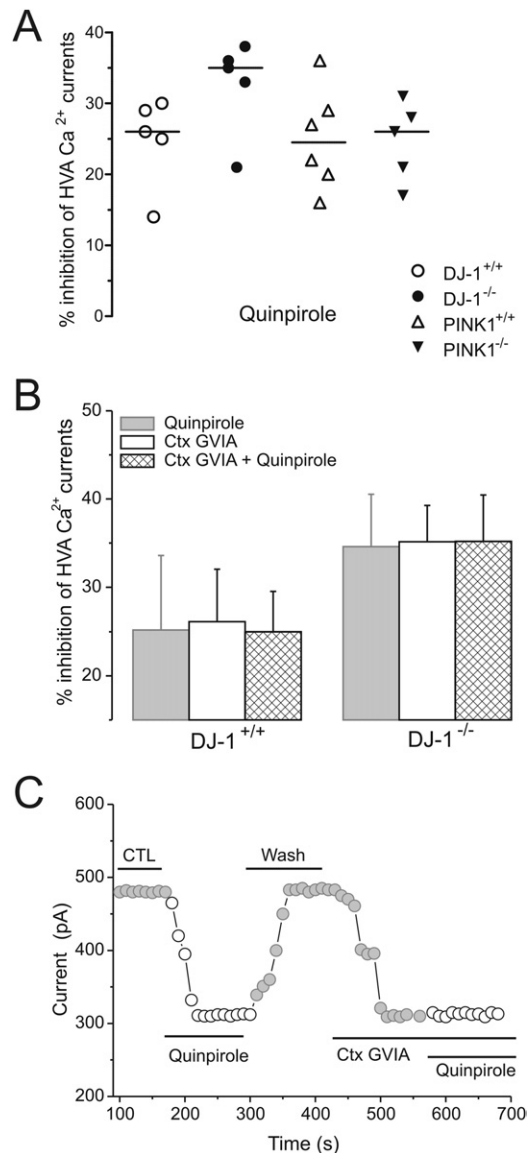 A
% inhibition of HVA Ca 2+ currents
40
30
20
10
0
Quinpirole
DJ-1+/+
DJ-1-/-
PINK1+/+
PINK1-/-
B
% inhibition of HVA Ca2+ currents
50
40
30
20
Quinpirole
Ctx GVIA
Ctx GVIA + Quinpirole
DJ-1+/+
DJ-1-/-
C
Current (pA)
600
500
400
300
200
CTL
Wash
Quinpirole
Ctx GVIA
Quinpirole
100 200 300 400 500 600 700
Time (s)